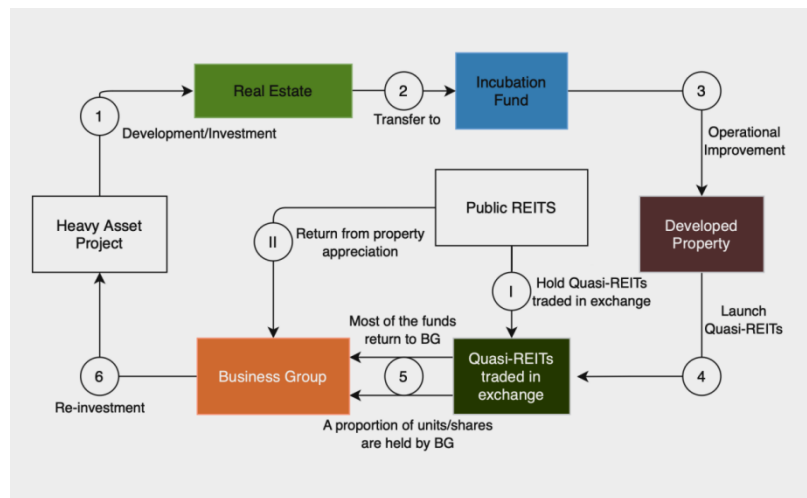 Real Estate
2
Incubation
Fund
3
1
Transfer to
Development/Investment
Operational
Improvement
Heavy Asset
Project
Public REITS
Developed
Property
II
Return from property
appreciation
I
Hold Quasi-REITs
traded in exchange
Launch
Quasi-REITs
Most of the funds
return to BG
6
Business Group
5
Quasi-REITs
traded in
exchange
4
Re-investment
A proportion of units/shares
are held by BG